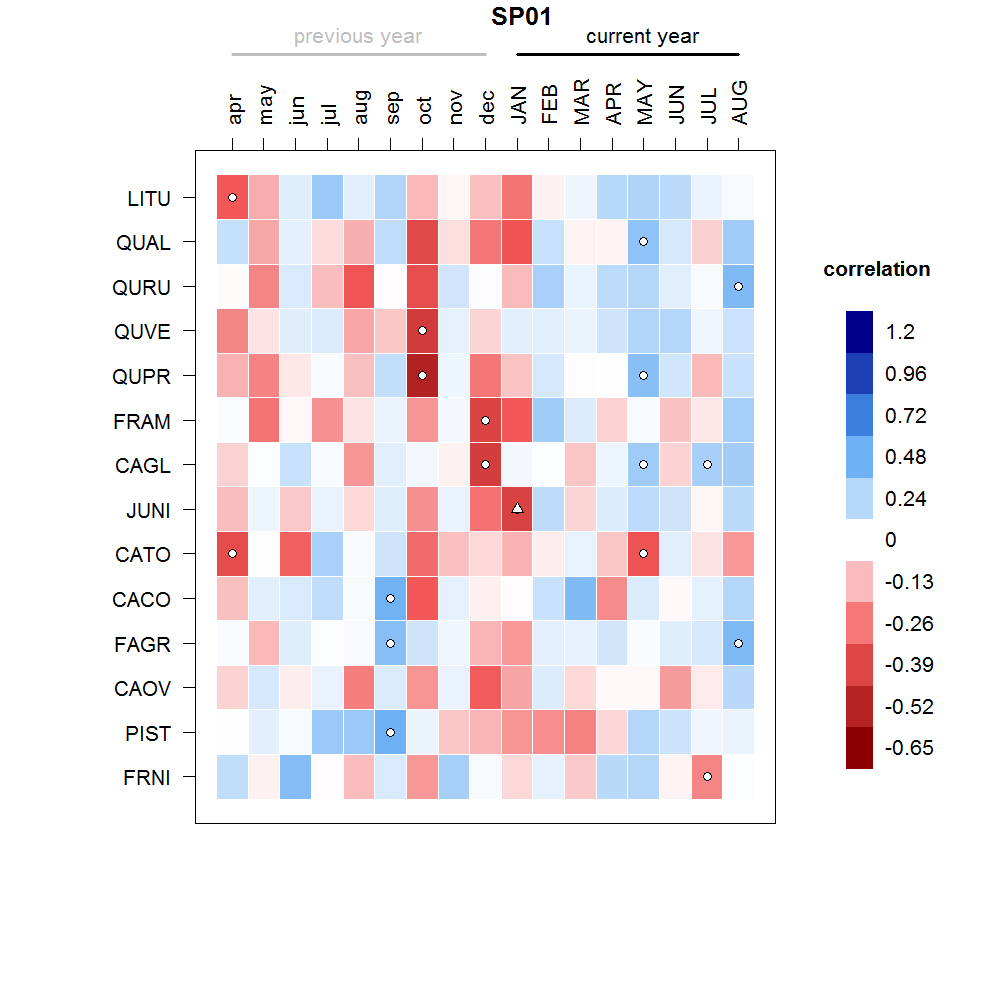 SP01
previous year current year
apr may jun jul aug sep oct nov dec JAN FEB MAR APR MAY JUN JUL AUG
LITU
QUAL
QURU
QUVE
QUPR
FRAM
CAGL
JUNI
CATO
CACO
FAGR
CAOV
PIST
FRNI
correlation
1.2
0.96
0.72
0.48
0.24
0
-0.13
-0.26
-0.39
-0.52
-0.65